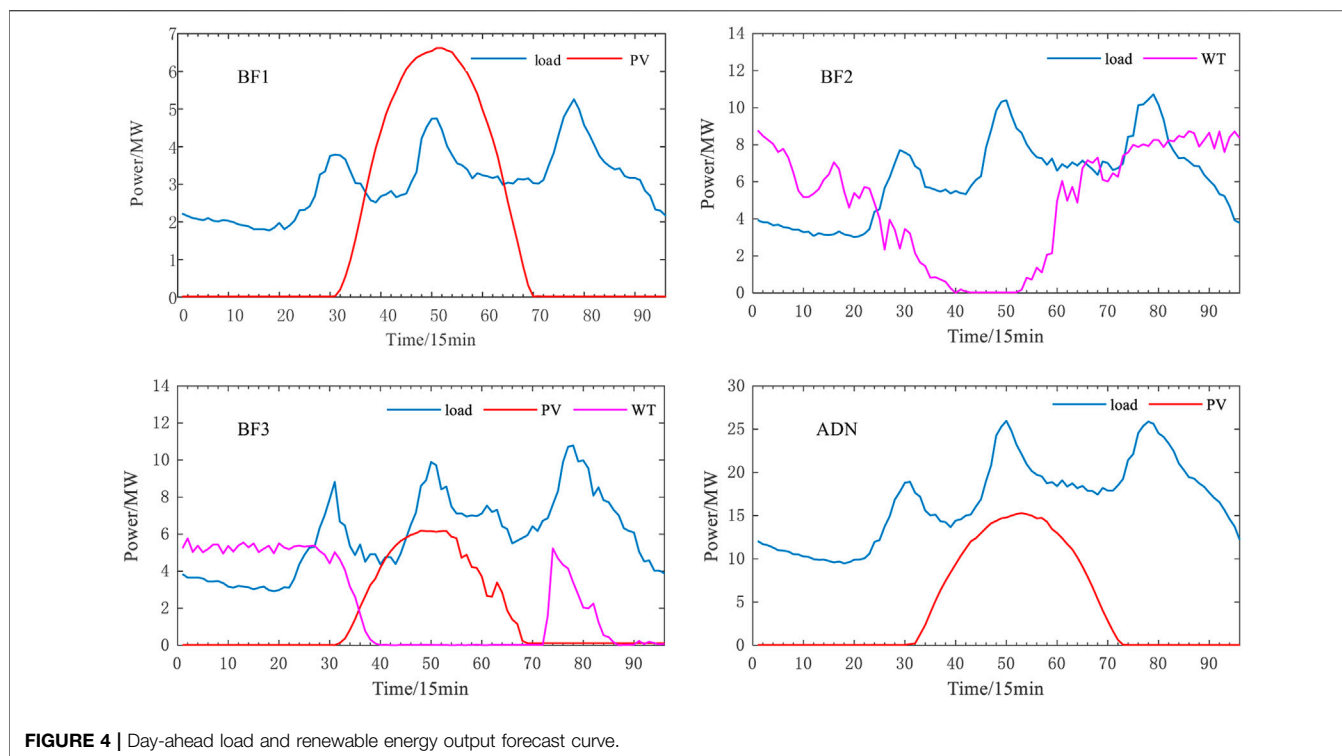 BF1
load PV
Power/MW
7
6
5
4
3
2
1
0
0 10 20 30 40 50 60 70 80 90
Time/15min
BF2
load WT
Power/MW
14
12
10
8
6
4
2
0
0 10 20 30 40 50 60 70 80 90
Time/15min
BF3
load PV WT
Power/MW
14
12
10
8
6
4
2
0
0 10 20 30 40 50 60 70 80 90
Time/15min
ADN
load PV
Power/MW
30
25
20
15
10
5
0
0 10 20 30 40 50 60 70 80 90
Time/15min
FIGURE 4 | Day-ahead load and renewable energy output forecast curve.